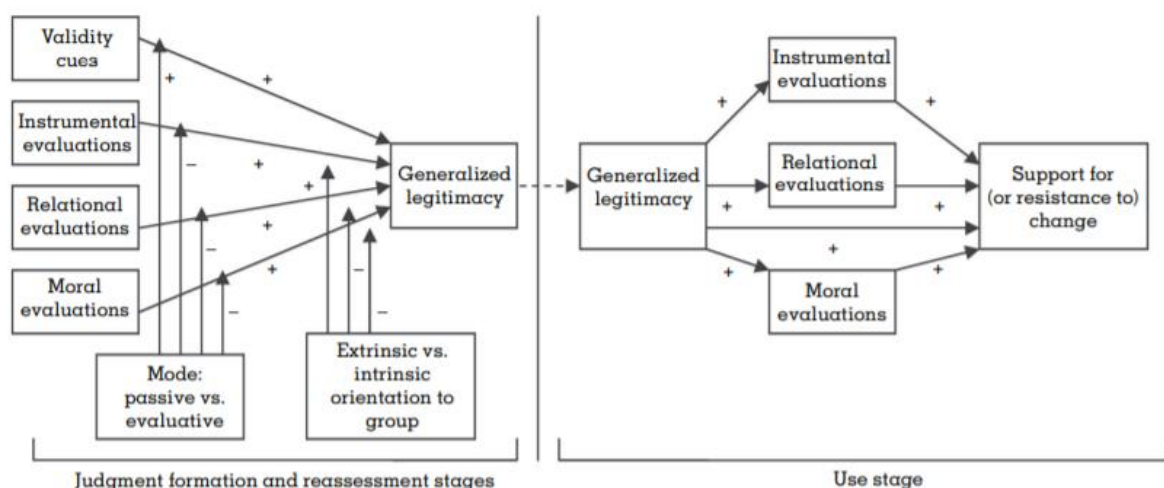 Validity
cues
Instrumental
evaluations
Relational
evaluations
Moral
evaluations
+
+
–
+
+
+
–
–
+
–
–
Generalized
legitimacy
Mode:
passive vs.
evaluative
Extrinsic vs.
intrinsic
orientation to
group
Judgment formation and reassessment stages
Generalized
legitimacy
Instrumental
evaluations
Relational
evaluations
Moral
evaluations
+
+
+
+
+
+
+
Support for
(or resistance to)
change
Use stage